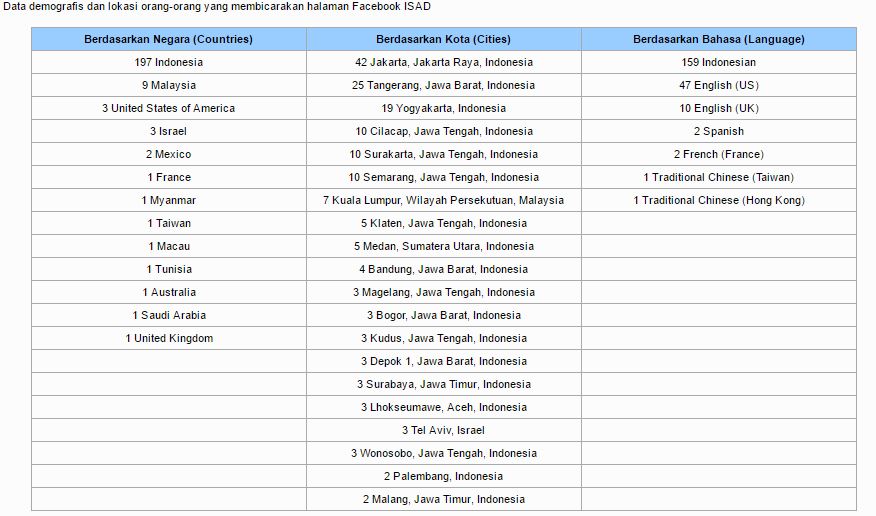 Data demografis dan lokasi orang-orang yang membicarakan halaman Facebook ISAD
Berdasarkan Negara (Countries) Berdasarkan Kota (Cities) Berdasarkan Bahasa (Language)
197 Indonesia 42 Jakarta, Jakarta Raya, Indonesia 159 Indonesian
9 Malaysia 25 Tangerang, Jawa Barat, Indonesia 47 English (US)
3 United States of America 19 Yogyakarta, Indonesia 10 English (UK)
3 Israel 10 Cilacap, Jawa Tengah, Indonesia 2 Spanish
2 Mexico 10 Surakarta, Jawa Tengah, Indonesia 2 French (France)
1 France 10 Semarang, Jawa Tengah, Indonesia 1 Traditional Chinese (Taiwan)
1 Myanmar 7 Kuala Lumpur, Wilayah Persekutuan, Malaysia 1 Traditional Chinese (Hong Kong)
1 Taiwan 5 Klaten, Jawa Tengah, Indonesia
1 Macau 5 Medan, Sumatera Utara, Indonesia
1 Tunisia 4 Bandung, Jawa Barat, Indonesia
1 Australia 3 Magelang, Jawa Tengah, Indonesia
1 Saudi Arabia 3 Bogor, Jawa Barat, Indonesia
1 United Kingdom 3 Kudus, Jawa Tengah, Indonesia
3 Depok 1, Jawa Barat, Indonesia
3 Surabaya, Jawa Timur, Indonesia
3 Lhokseumawe, Aceh, Indonesia
3 Tel Aviv, Israel
3 Wonosobo, Jawa Tengah, Indonesia
2 Palembang, Indonesia
2 Malang, Jawa Timur, Indonesia